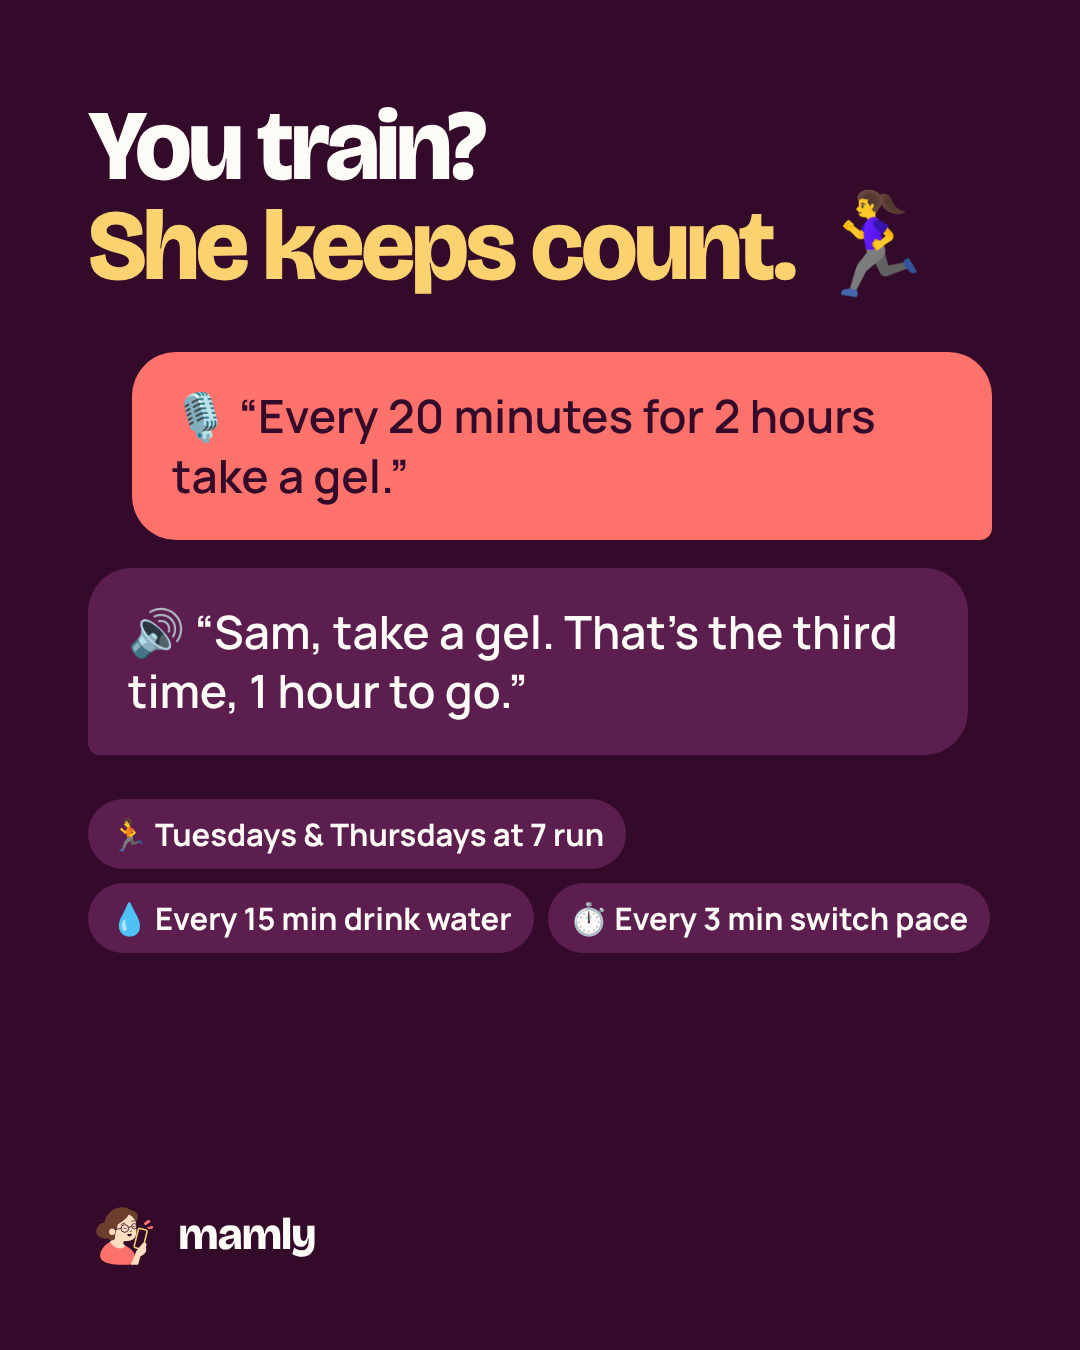 You train?
She keeps count.
“Every 20 minutes for 2 hours
take a gel.”
“Sam, take a gel. That’s the third
time, 1 hour to go.”
Tuesdays & Thursdays at 7 run
Every 15 min drink water
Every 3 min switch pace
mamly